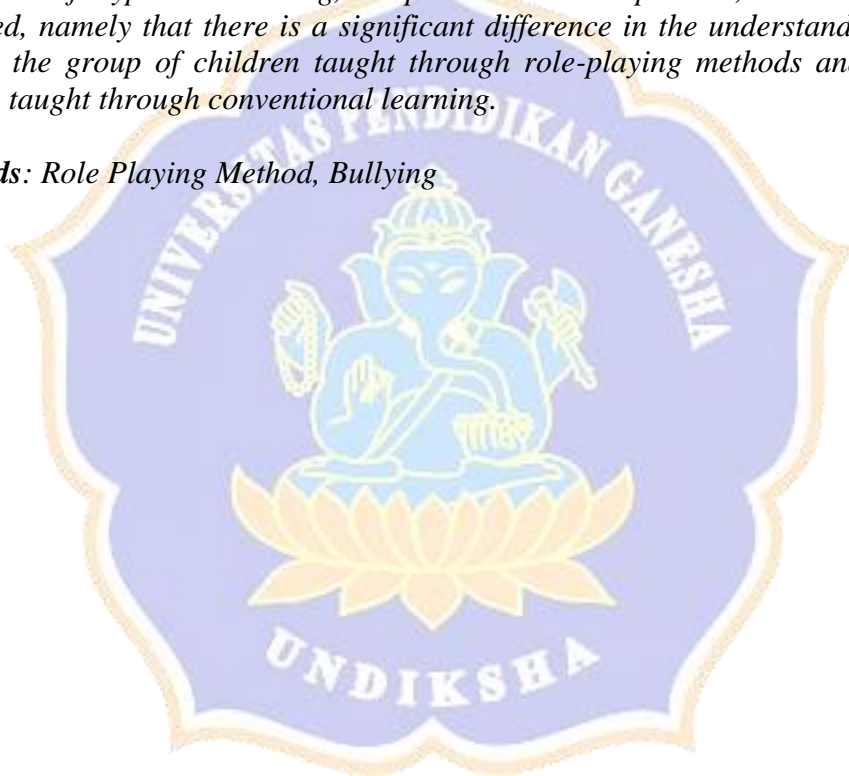 ed, namely that there is a significant difference in the understand
the group of children taught through role-playing methods an
taught through conventional learning.
ds: Role Playing Method, Bullying
UNIVERSITAS PENDIDIKAN GANESHA
UNDIKSHA